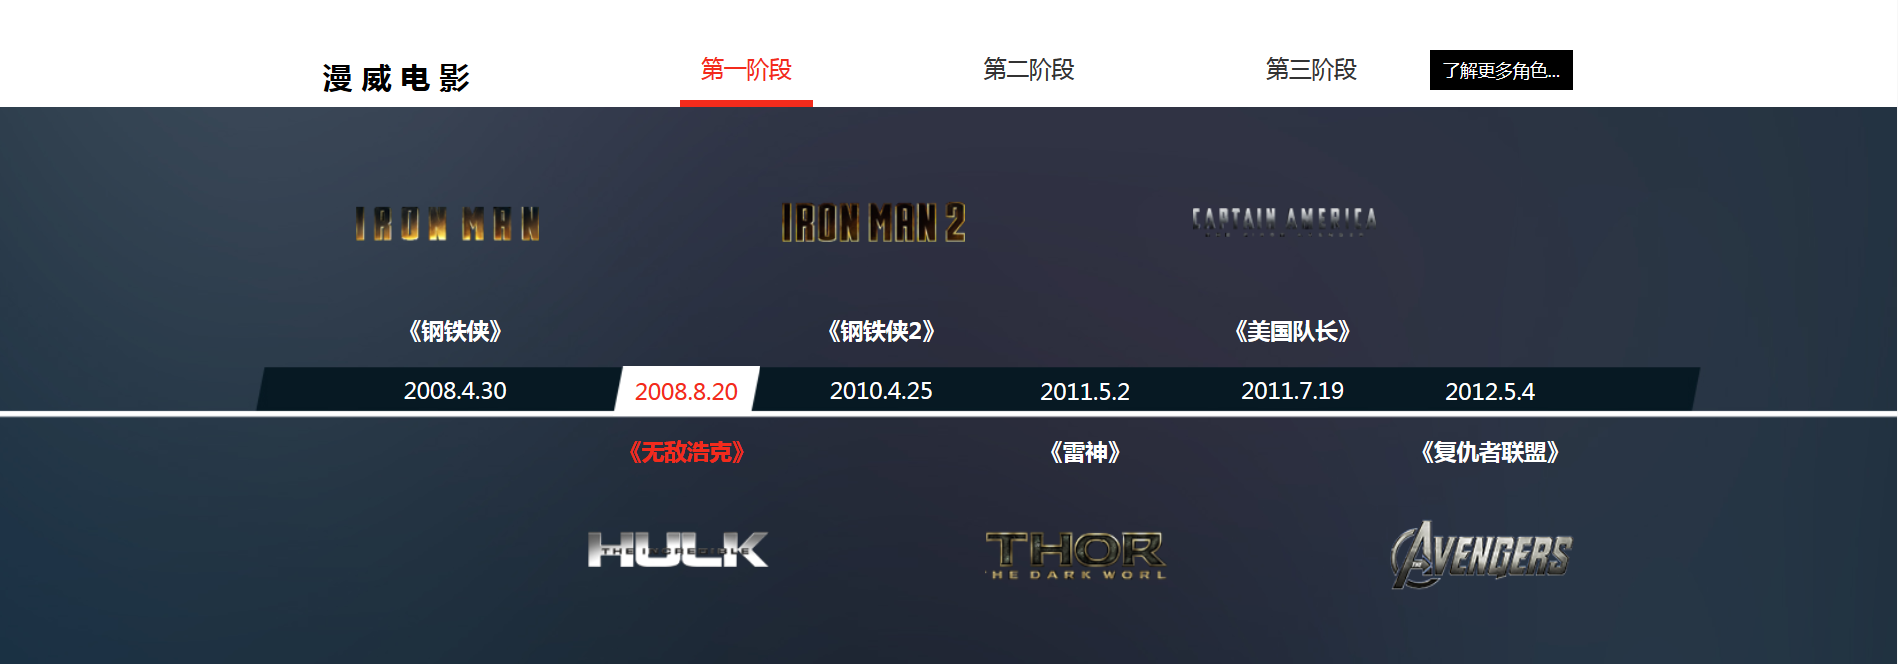 漫威电影
第一阶段
第二阶段
第三阶段
了解更多角色...
IRON MAN
IRON MAN 2
CAPTAIN AMERICA
《钢铁侠》
《钢铁侠2》
《美国队长》
2008.4.30
2008.8.20
2010.4.25
2011.5.2
2011.7.19
2012.5.4
《无敌浩克》
《雷神》
《复仇者联盟》
HULK
THE INCREDIBLE
THOR
HE DARK WORL
THE AVENGERS